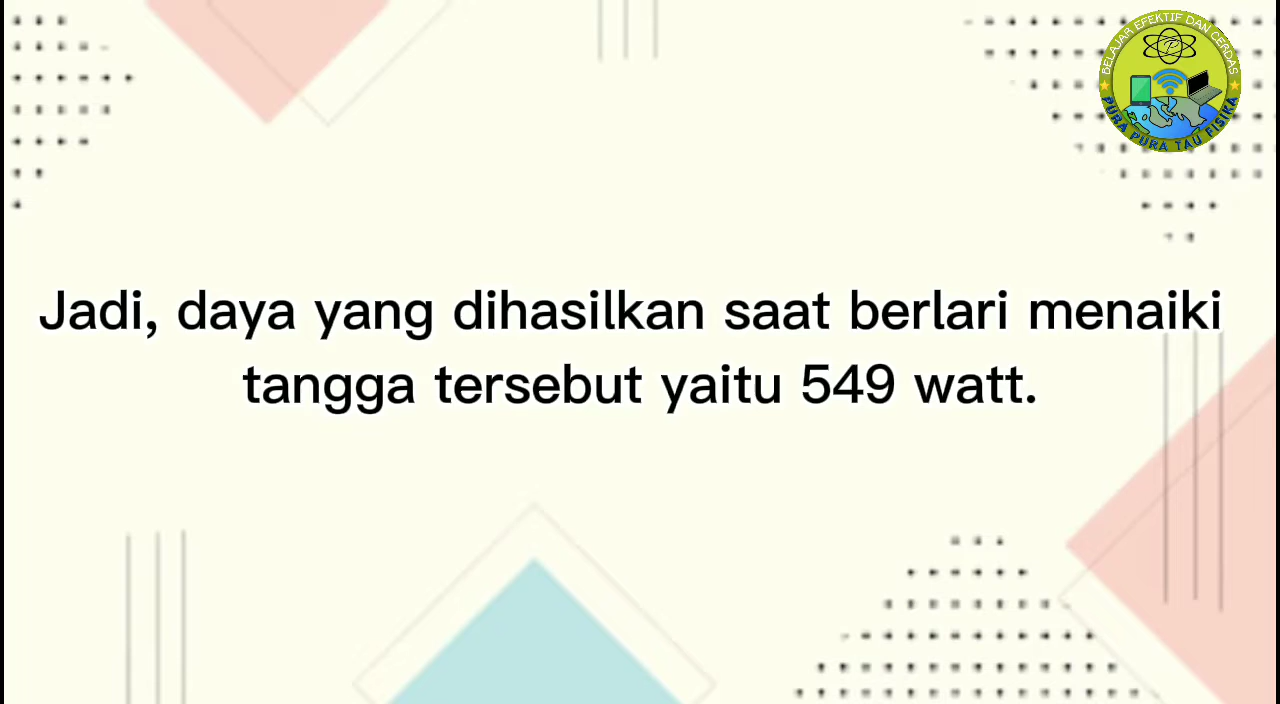 BELAJAR EFEKTIF DAN CERDAS
PURA PURA TAU FISIKA
Jadi, daya yang dihasilkan saat berlari menaiki
tangga tersebut yaitu 549 watt.